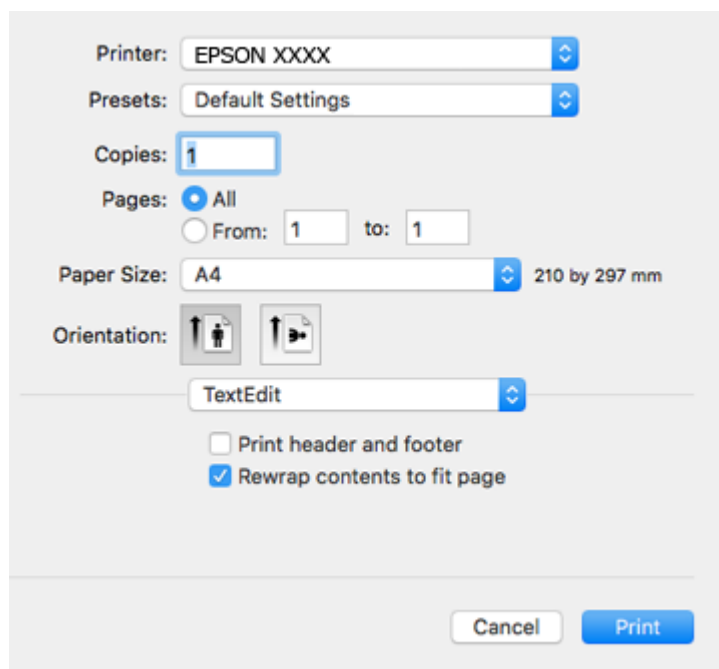 Printer: EPSON XXXX
Presets: Default Settings
Copies: 1
Pages: All
From: 1 to: 1
Paper Size: A4 210 by 297 mm
Orientation:
TextEdit
Print header and footer
Rewrap contents to fit page
Cancel Print